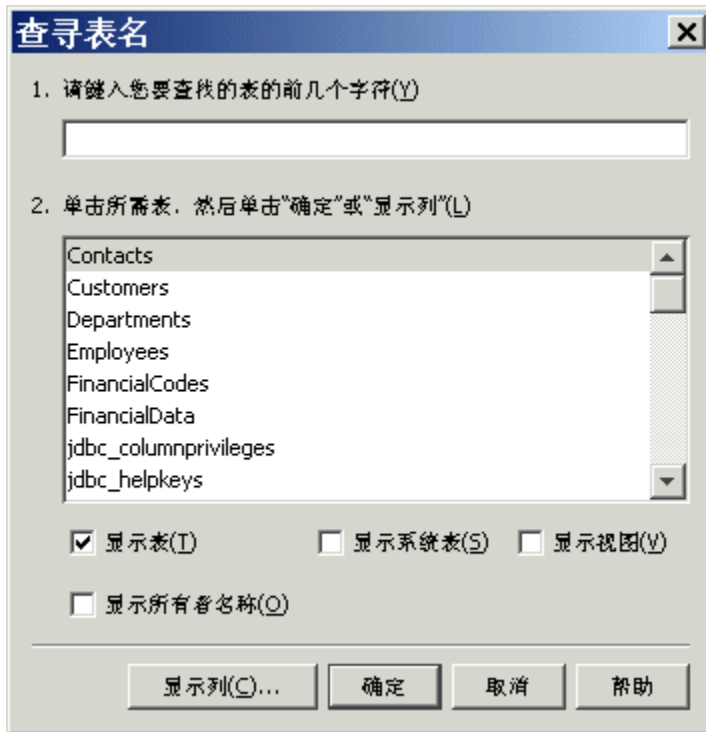 查寻表名
1. 请键入您要查找的表的前几个字符(Y)
2. 单击所需表，然后单击“确定”或“显示列”(L)
Contacts
Customers
Departments
Employees
FinancialCodes
FinancialData
jdbc_columnprivileges
jdbc_helpkeys
显示表(T) 显示系统表(S) 显示视图(V)
显示所有者名称(O)
显示列(C)... 确定 取消 帮助